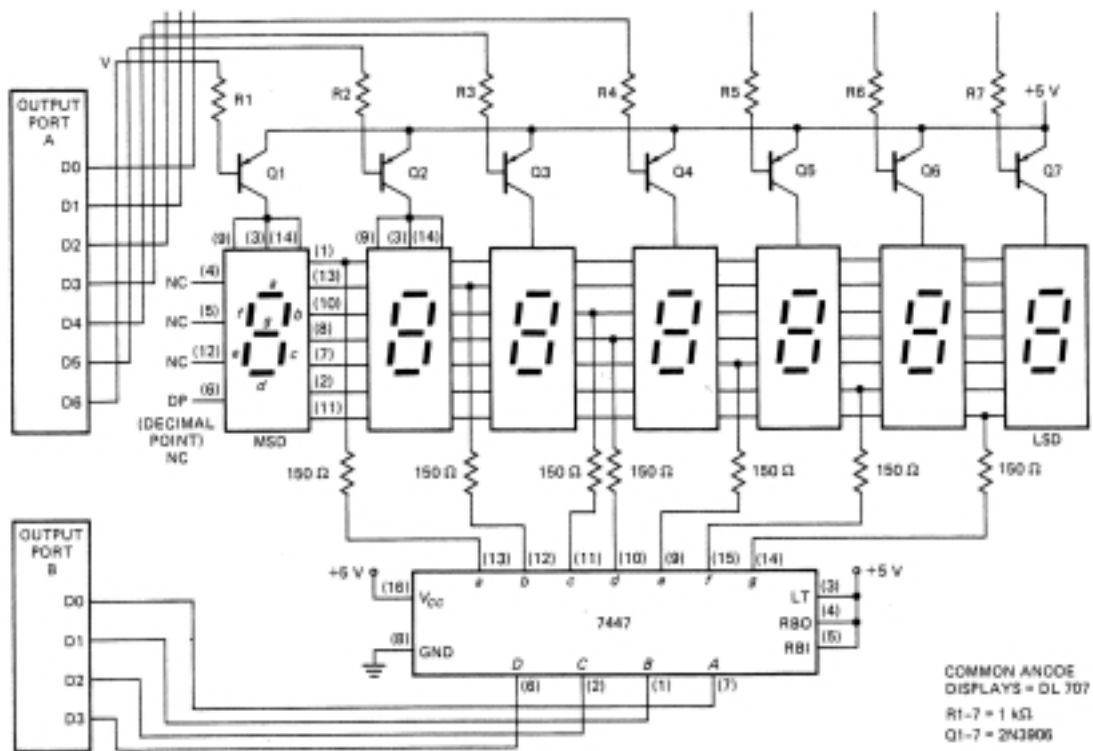 V
R1
R2
R3
R4
R5
R6
R7
+5 V
OUTPUT
PORT
A
D0
D1
D2
D3
D4
D5
D6
Q1
Q2
Q3
Q4
Q5
Q6
Q7
(9) (3) (14)
(9) (3) (14)
NC (4)
NC (5)
NC (12)
DP (6)
(DECIMAL
POINT)
NC
a
f g b
e c
d
MSD
(1)
(13)
(10)
(8)
(7)
(2)
(11)
LSD
150 Ω
150 Ω
150 Ω
150 Ω
150 Ω
150 Ω
150 Ω
OUTPUT
PORT
B
D0
D1
D2
D3
(13) (12) (11) (10) (9) (15) (14)
a b c d e f g
+5 V
(16)
VCC
(8)
GND
7447
LT (3)
RBO (4)
RBI (5)
+5 V
D C B A
(6) (2) (1) (7)
COMMON ANODE
DISPLAYS = DL 707
R1-7 = 1 kΩ
Q1-7 = 2N3906